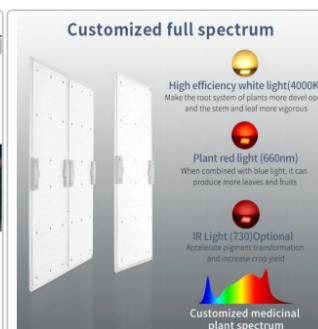 Customized full spectrum
High efficiency white light(4000K
Make the root system of plants more devel ope
and the stem and leaf more vigorous
Plant red light (660nm)
When combined with blue light, it can
produce more leaves and fruits
IR Light (730)Optional
Accelerate pigment transformation
and increase crop yield
Customized medicinal
plant spectrum